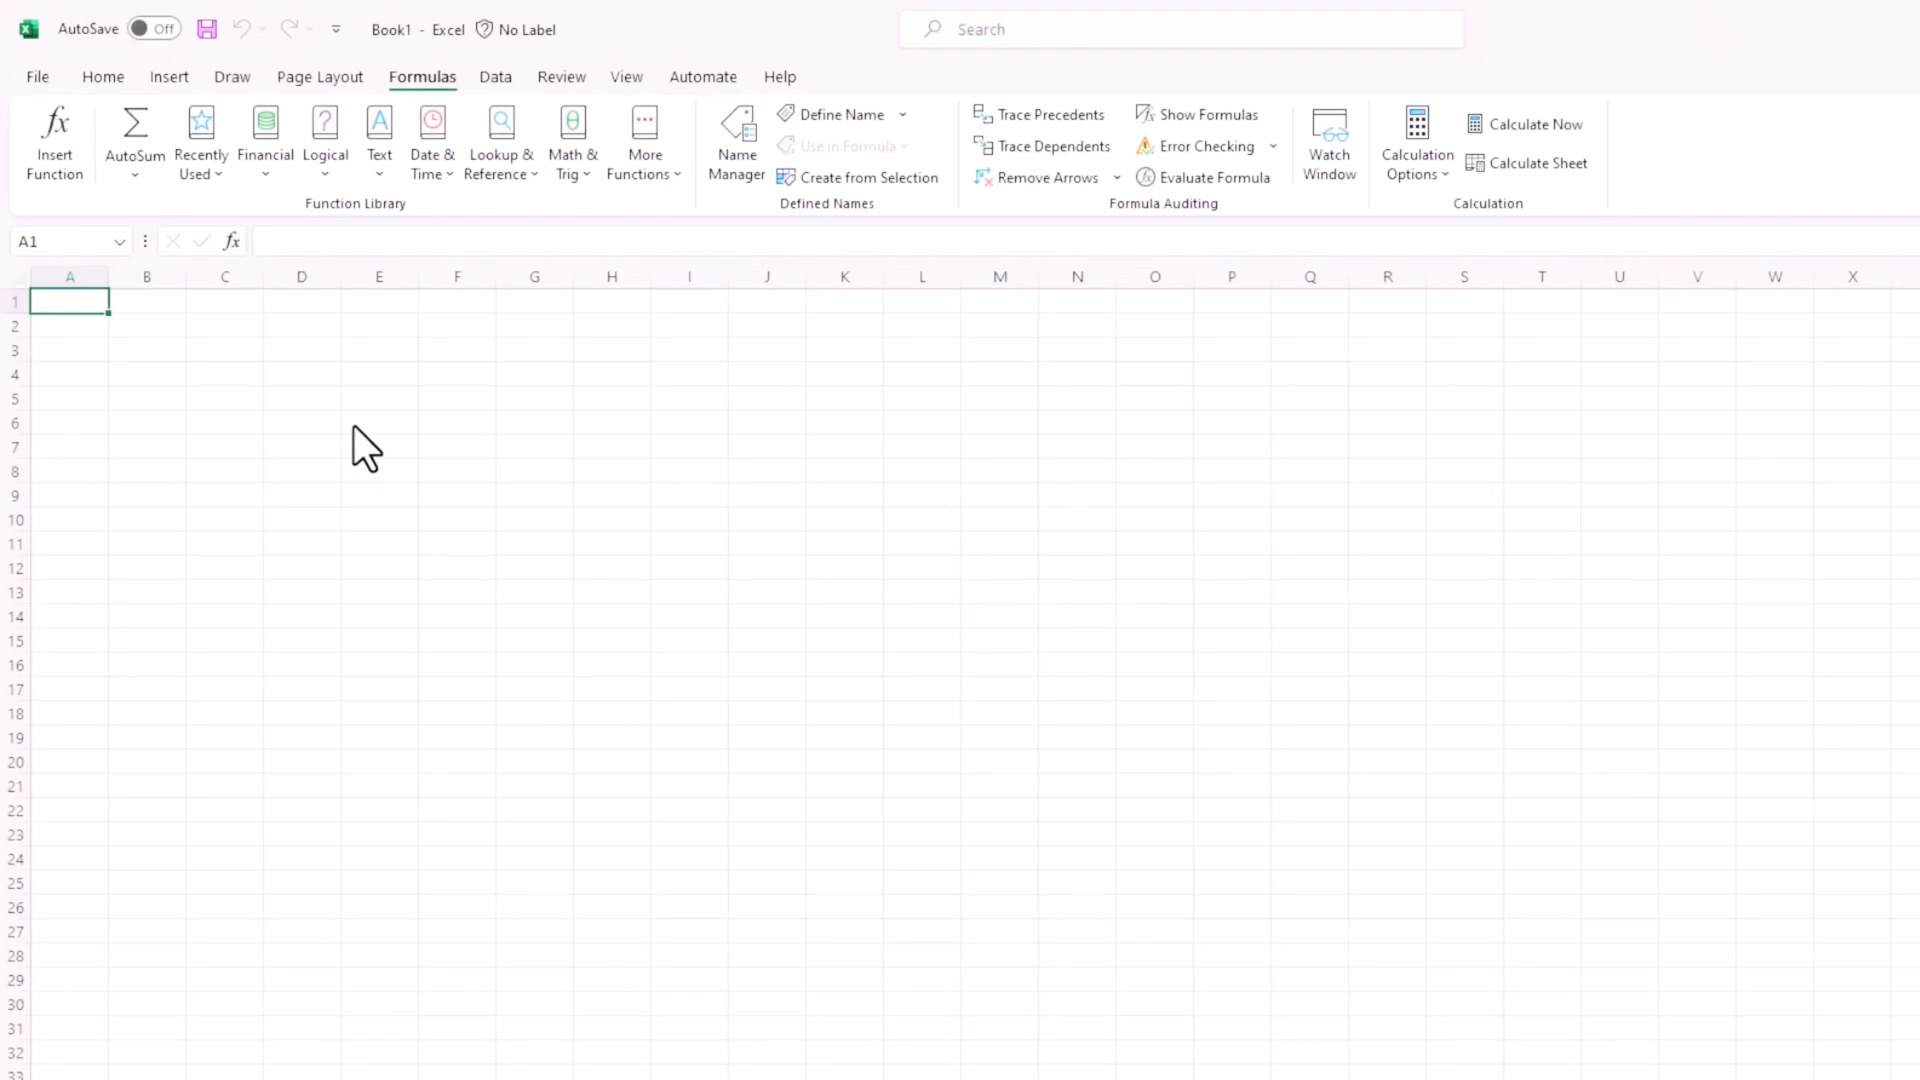 AutoSave Off Book1 - Excel No Label Search
File Home Insert Draw Page Layout Formulas Data Review View Automate Help
Insert Function
AutoSum
Recently Used
Financial
Logical
Text
Date & Time
Lookup & Reference
Math & Trig
More Functions
Function Library
Name Manager
Define Name
Use in Formula
Create from Selection
Defined Names
Trace Precedents
Trace Dependents
Remove Arrows
Show Formulas
Error Checking
Evaluate Formula
Formula Auditing
Watch Window
Calculation Options
Calculate Now
Calculate Sheet
Calculation
A1 fx
A B C D E F G H I J K L M N O P Q R S T U V W X
1
2
3
4
5
6
7
8
9
10
11
12
13
14
15
16
17
18
19
20
21
22
23
24
25
26
27
28
29
30
31
32
33